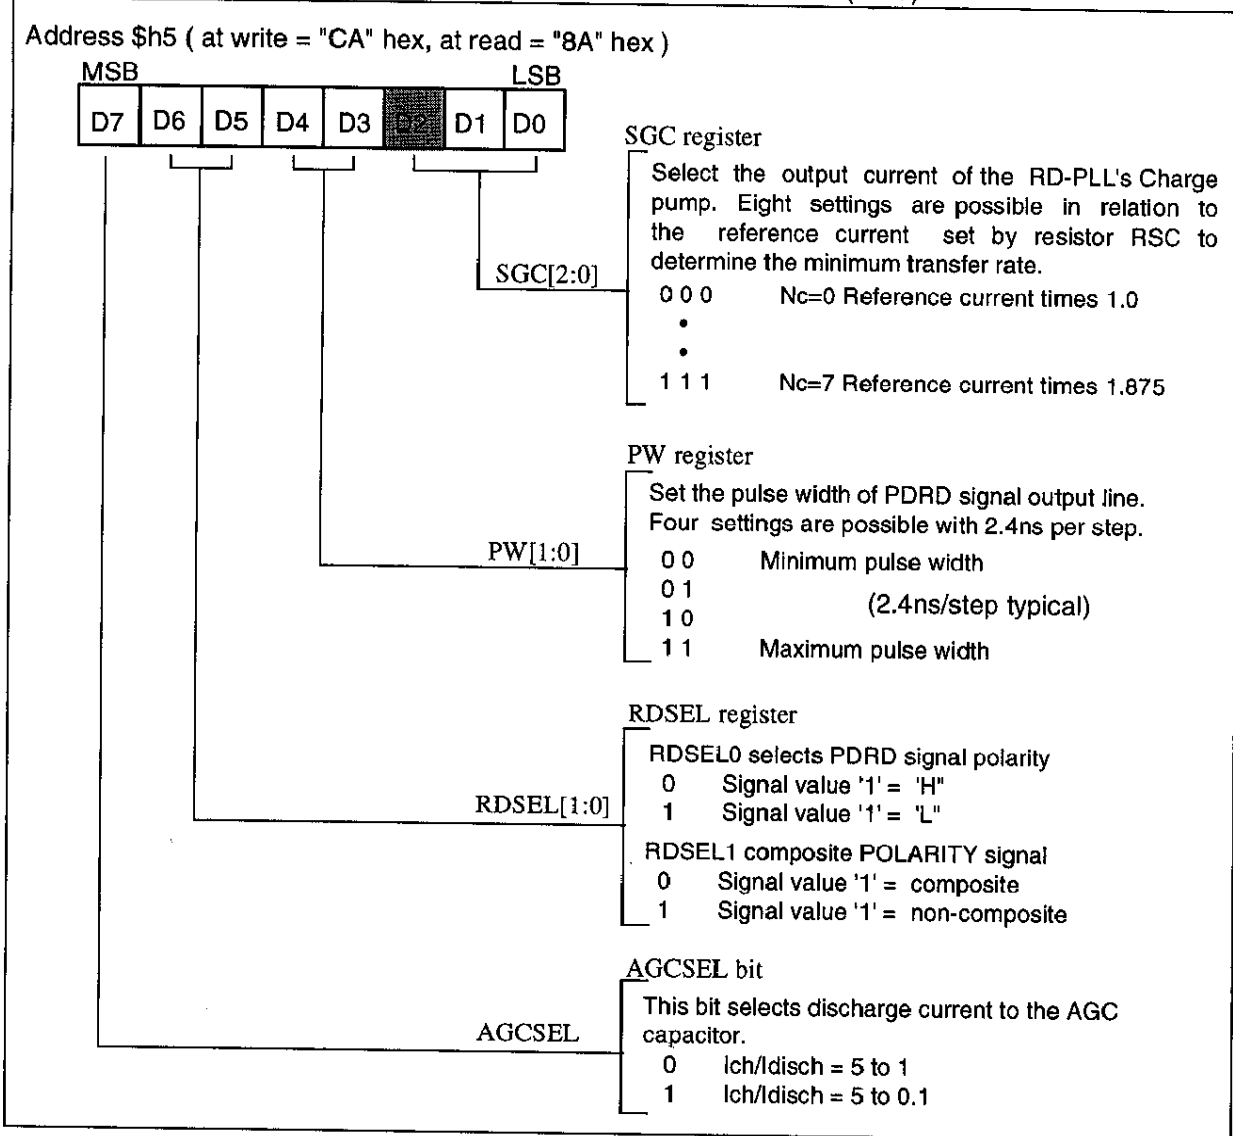 Address $h5 ( at write = "CA" hex, at read = "8A" hex )
MSB LSB
D7 D6 D5 D4 D3 D2 D1 D0
SGC register
Select the output current of the RD-PLL's Charge
pump. Eight settings are possible in relation to
the reference current set by resistor RSC to
determine the minimum transfer rate.
SGC[2:0]
0 0 0 Nc=0 Reference current times 1.0
•
•
1 1 1 Nc=7 Reference current times 1.875
PW register
Set the pulse width of PDRD signal output line.
Four settings are possible with 2.4ns per step.
PW[1:0]
0 0 Minimum pulse width
0 1
(2.4ns/step typical)
1 0
1 1 Maximum pulse width
RDSEL register
RDSEL0 selects PDRD signal polarity
0 Signal value '1' = 'H"
RDSEL[1:0]
1 Signal value '1' = 'L"
RDSEL1 composite POLARITY signal
0 Signal value '1' = composite
1 Signal value '1' = non-composite
AGCSEL bit
This bit selects discharge current to the AGC
AGCSEL
capacitor.
0 Ich/Idisch = 5 to 1
1 Ich/Idisch = 5 to 0.1